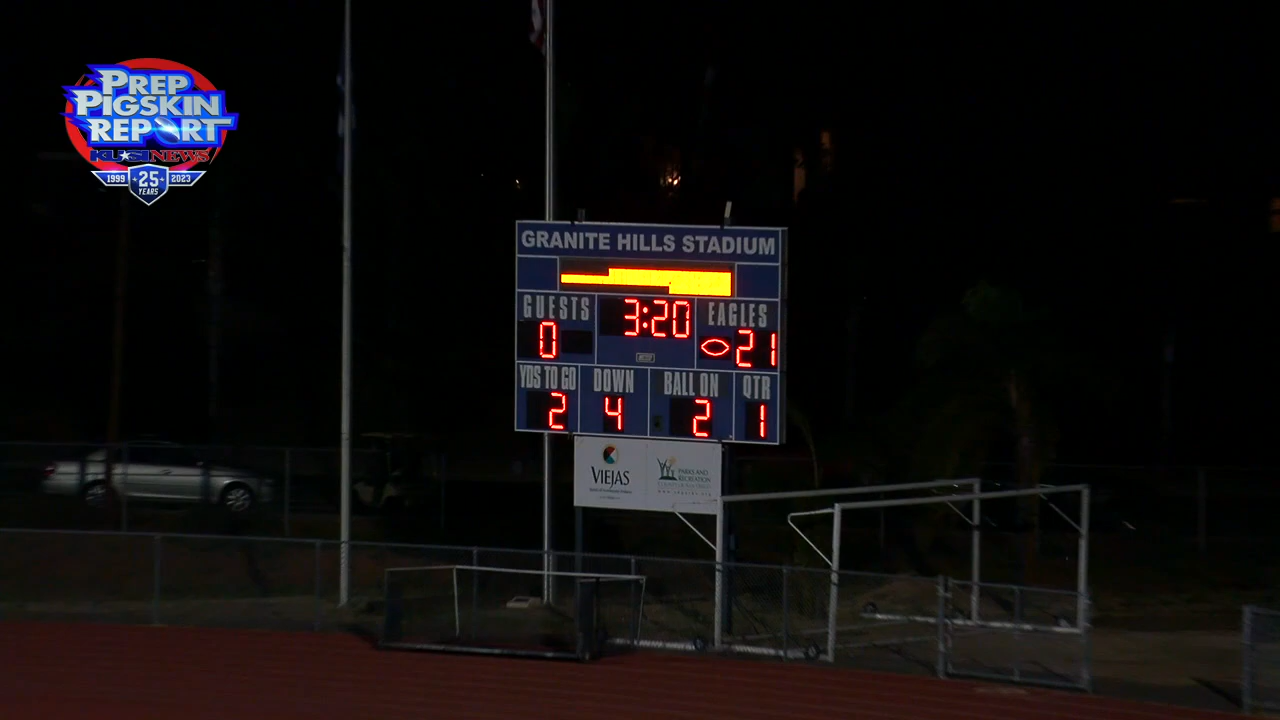 PREP
PIGSKIN
REPORT
KUSI NEWS
1999 25 2023
YEARS
GRANITE HILLS STADIUM
GUESTS 3:20 EAGLES
0 21
YDS TO GO DOWN BALL ON QTR
2 4 2 1
VIEJAS
PARKS AND
RECREATION